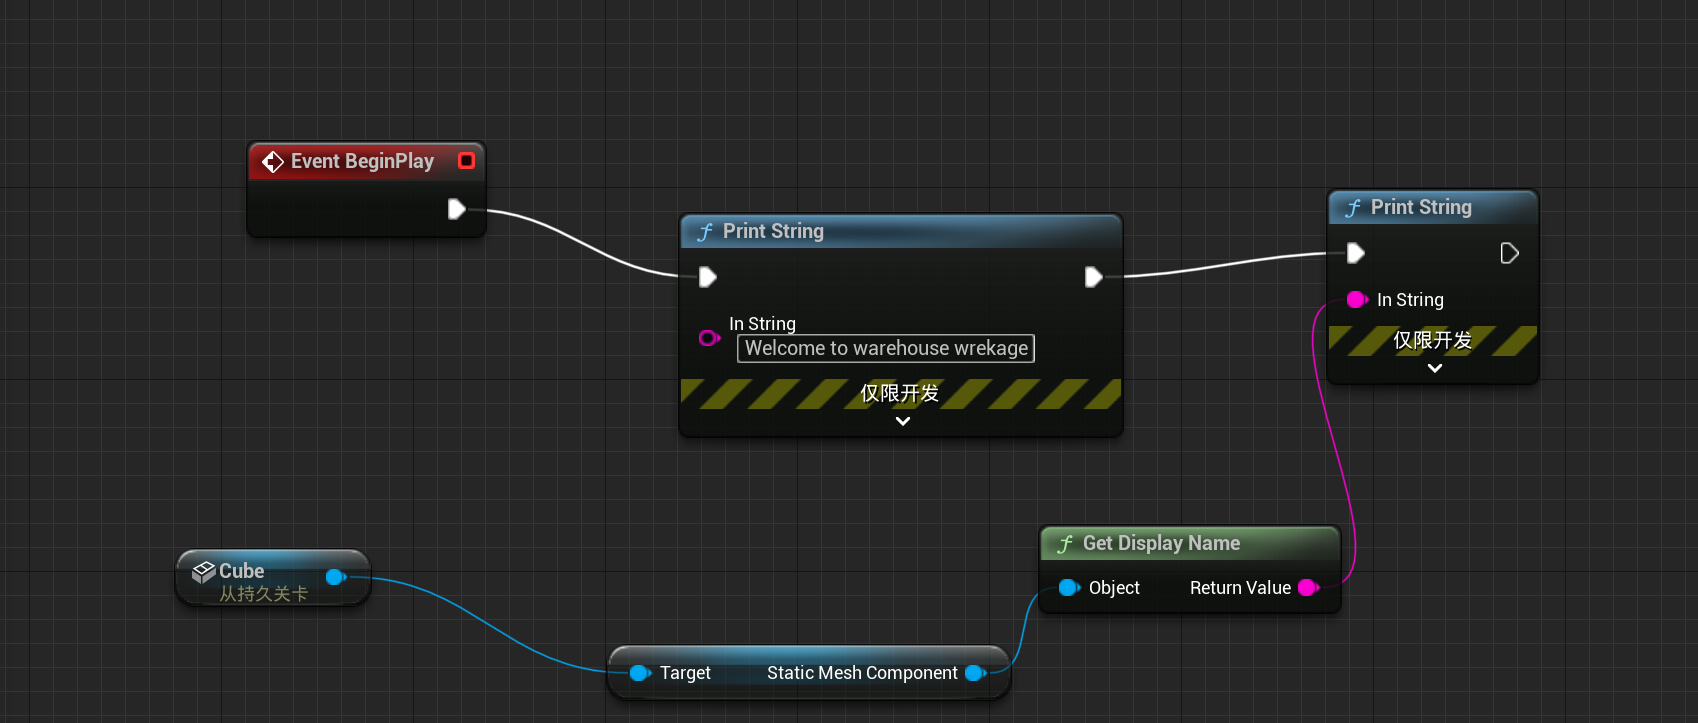 Event BeginPlay
Print String
In String
Welcome to warehouse wrekage
仅限开发
Print String
In String
仅限开发
Cube
从持久关卡
Target
Static Mesh Component
Get Display Name
Object
Return Value